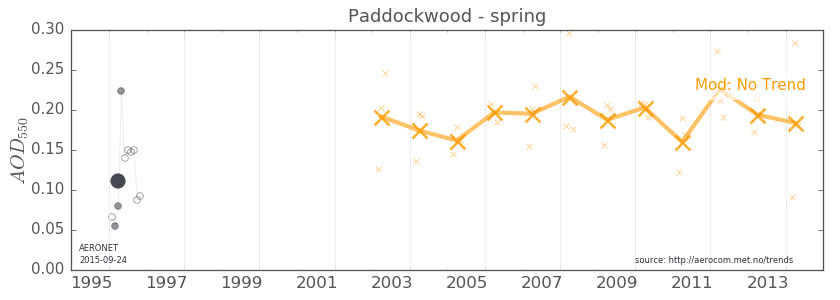 Paddockwood - spring
0.30
0.25
0.20
0.15
0.10
0.05
0.00
AOD550
Mod: No Trend
AERONET
2015-09-24
source: http://aerocom.met.no/trends
1995 1997 1999 2001 2003 2005 2007 2009 2011 2013